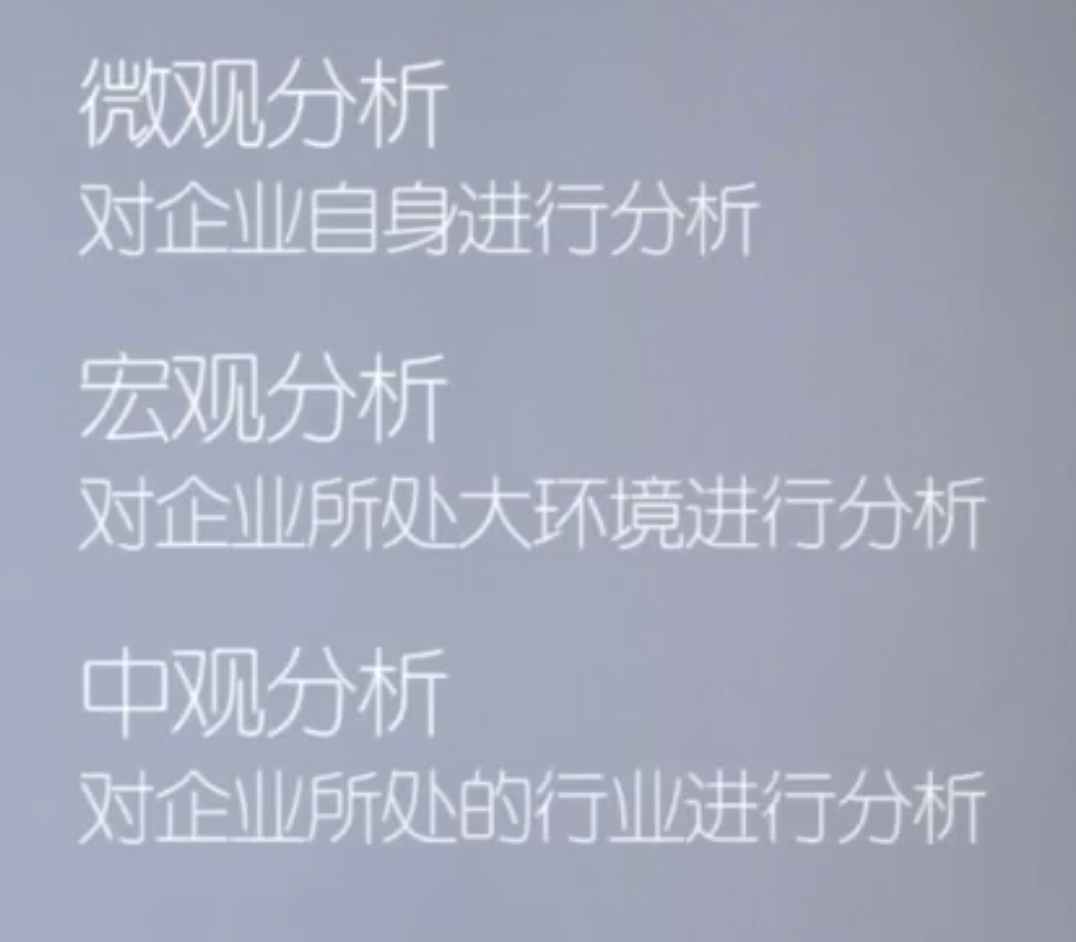 微观分析
对企业自身进行分析
宏观分析
对企业所处大环境进行分析
中观分析
对企业所处的行业进行分析